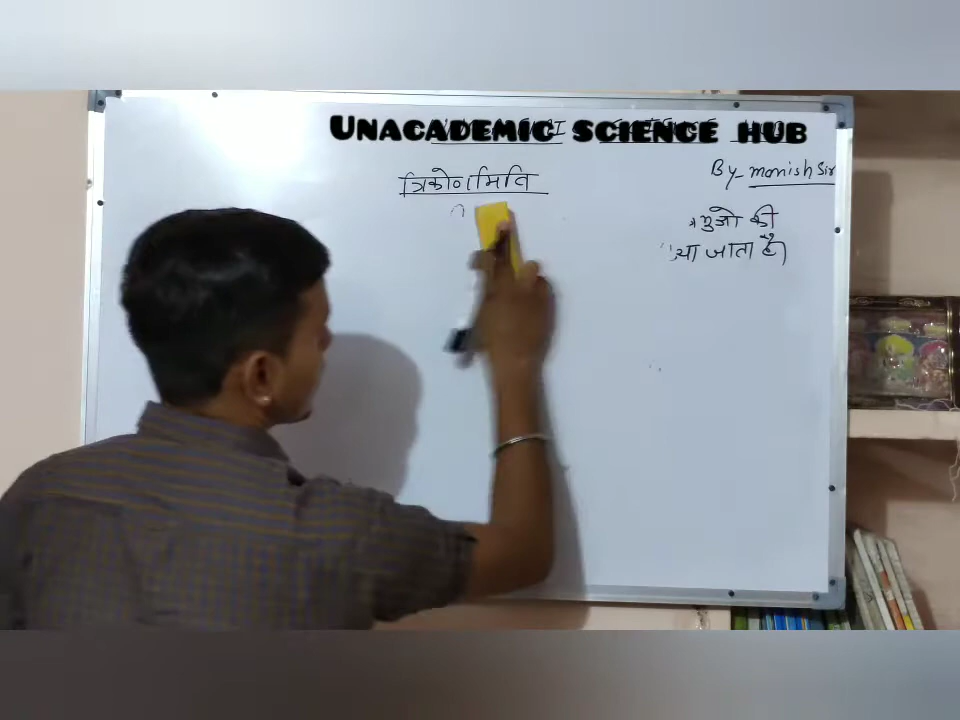 UNACADEMIC SCIENCE HUB
त्रिकोणमिति
By- manish Sir
भुजो की
जाता है।